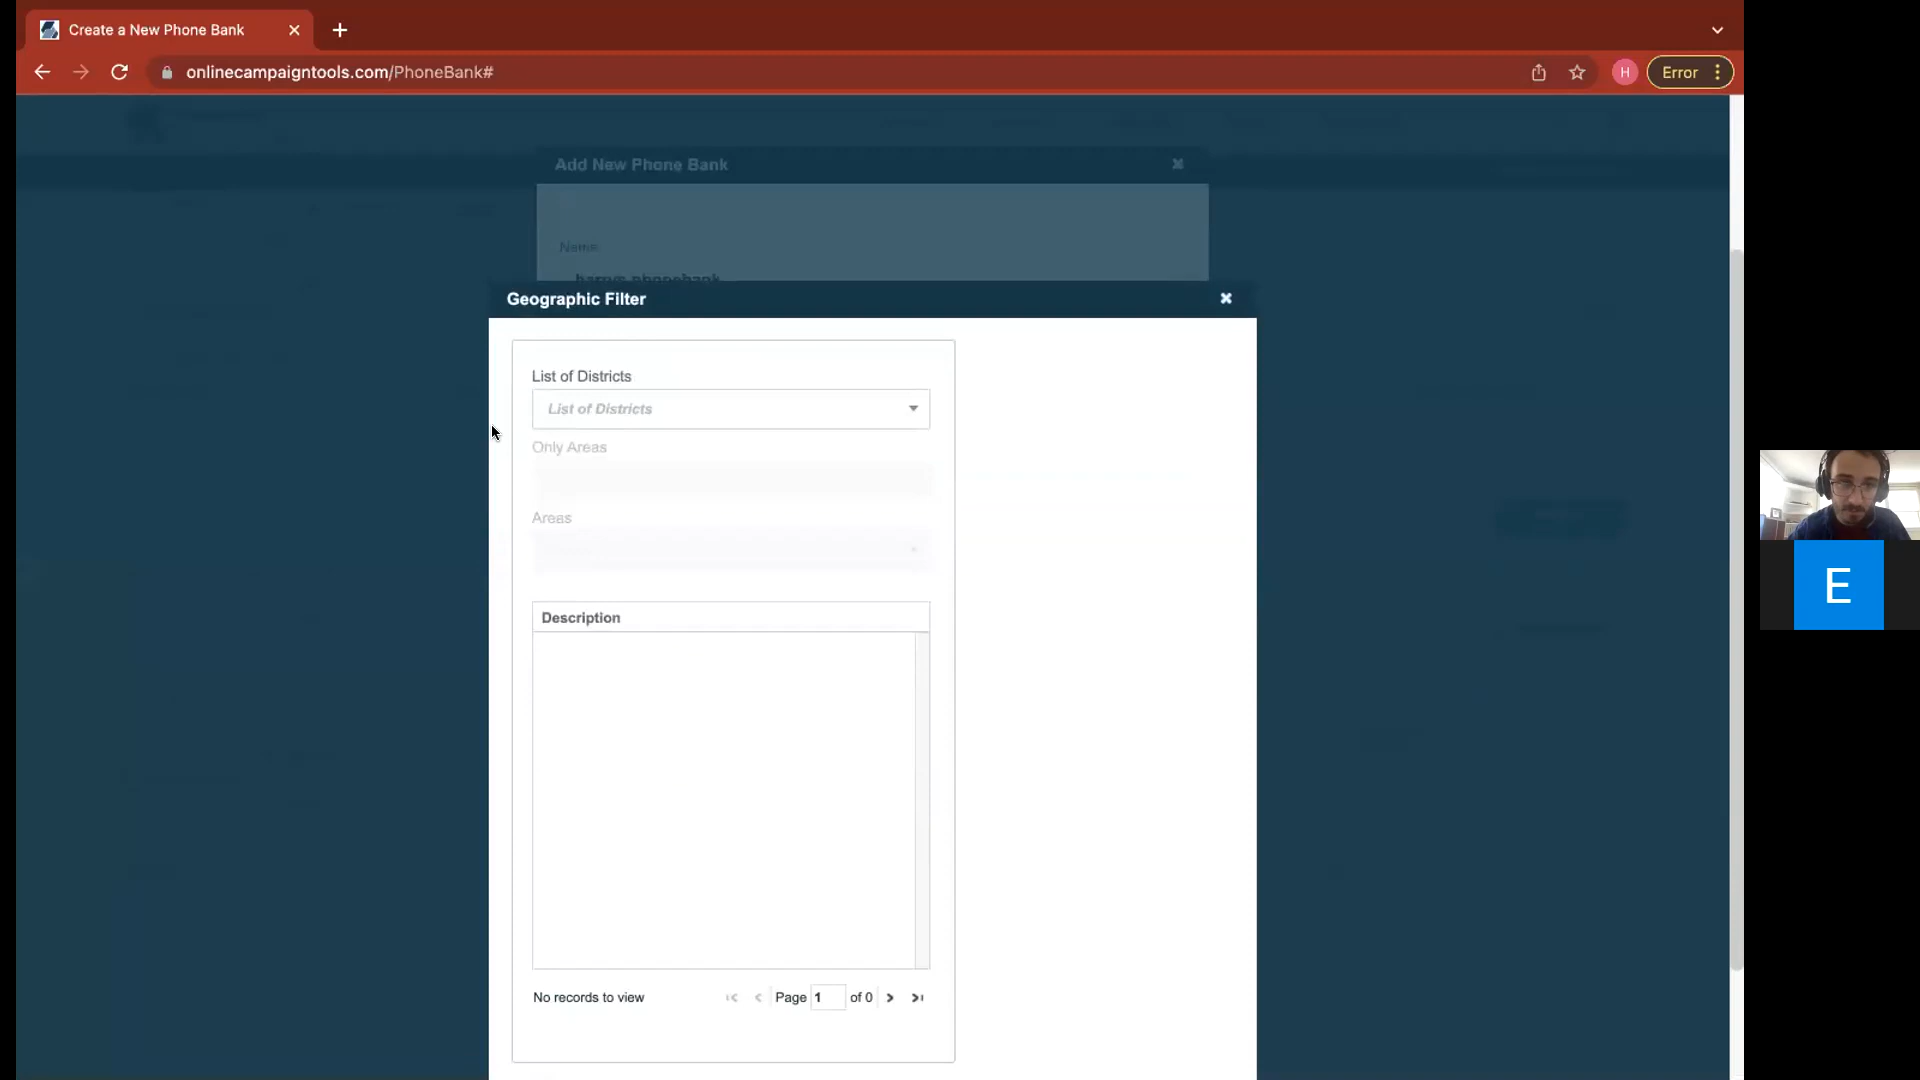 Create a New Phone Bank
onlinecampaigntools.com/PhoneBank#
H
Error
Add New Phone Bank
Name
Geographic Filter
List of Districts
List of Districts
Only Areas
Areas
Description
No records to view
Page 1 of 0
E